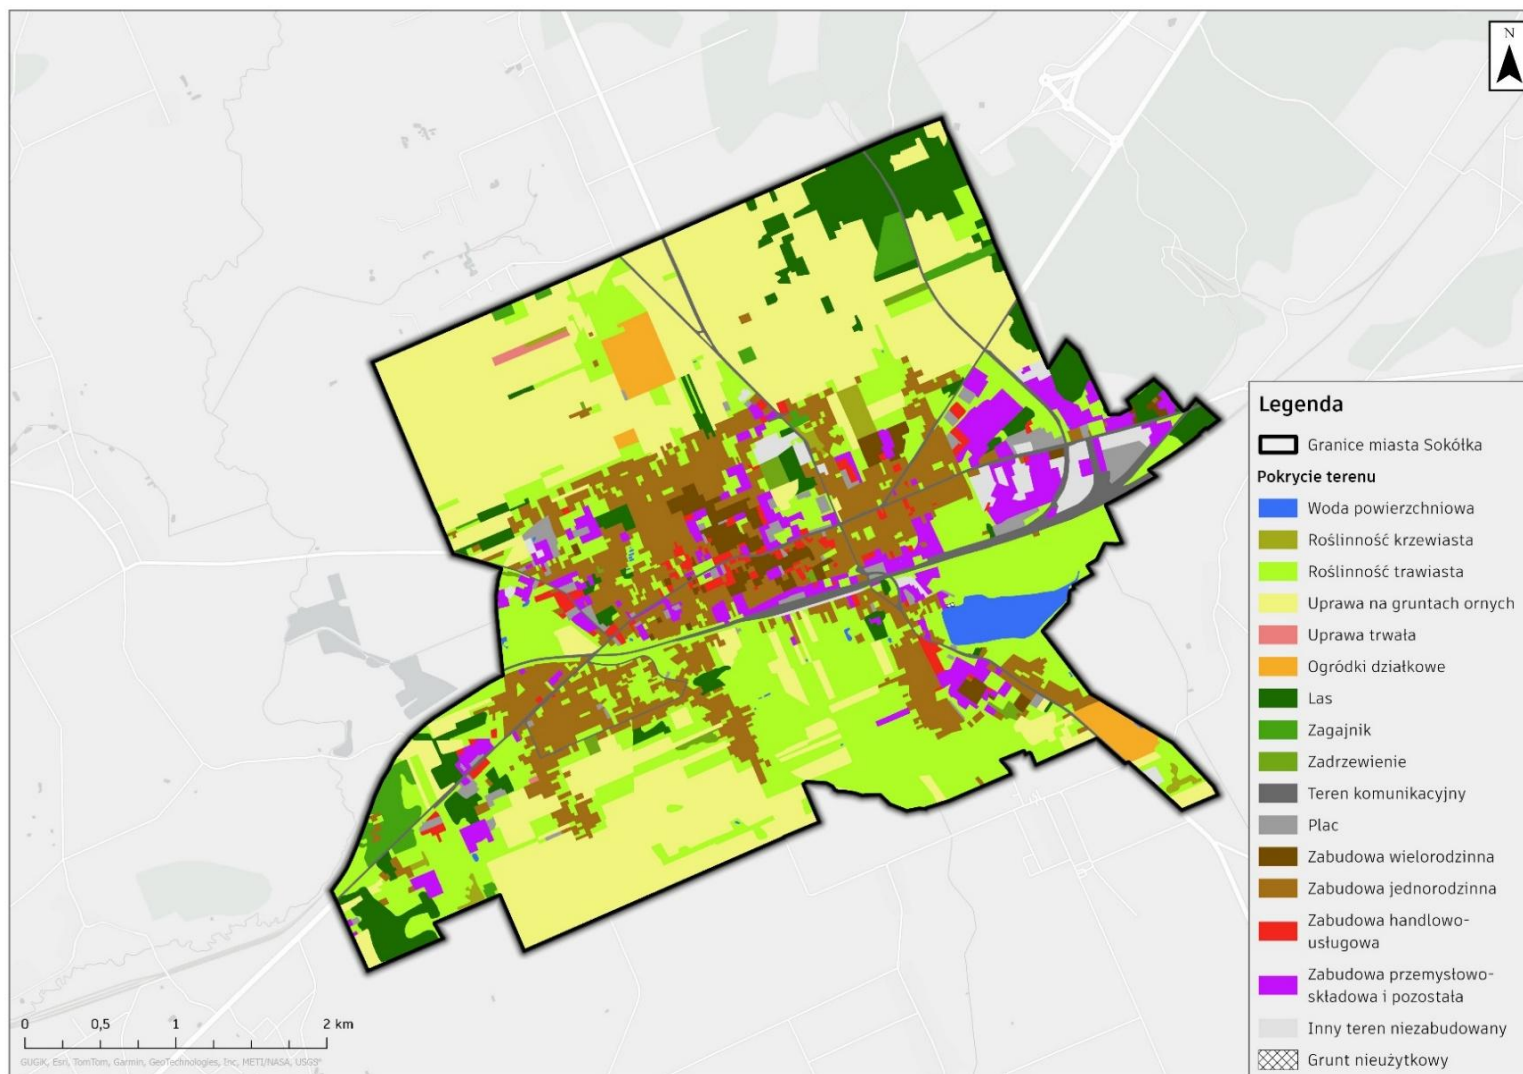 N
Legenda
Granice miasta Sokółka
Pokrycie terenu
Woda powierzchniowa
Roślinność krzewiasta
Roślinność trawiasta
Uprawa na gruntach ornych
Uprawa trwała
Ogródki działkowe
Las
Zagajnik
Zadrzewienie
Teren komunikacyjny
Plac
Zabudowa wielorodzinna
Zabudowa jednorodzinna
Zabudowa handlowo-
usługowa
Zabudowa przemysłowo-
składowa i pozostała
Inny teren niezabudowany
Grunt nieużytkowy
0 0,5 1 2 km
GUGiK, Esri, TomTom, Garmin, GeoTechnologies, Inc, METI/NASA, USGS"